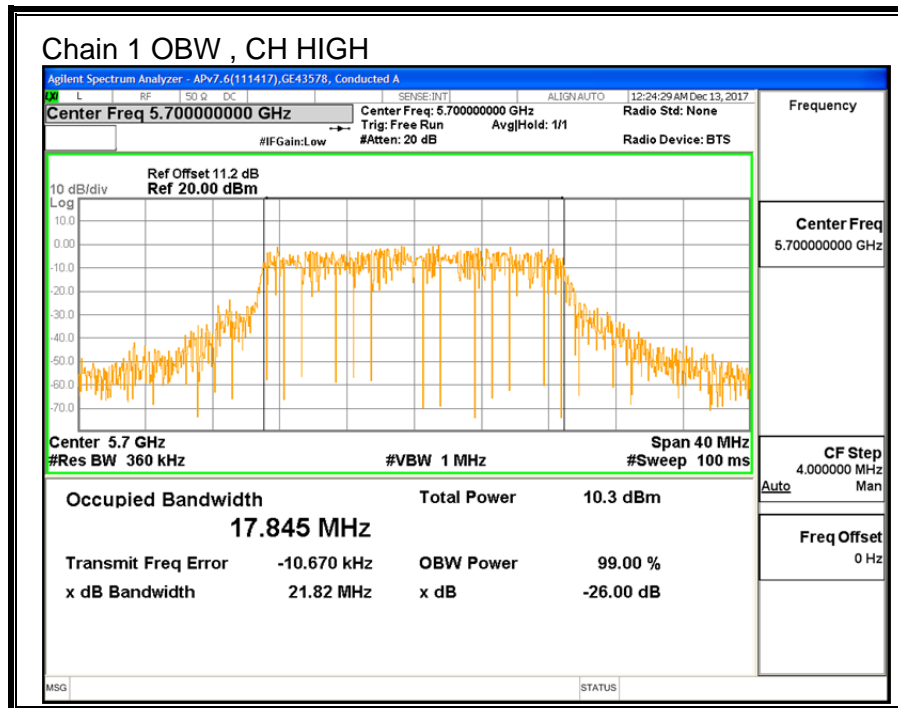 Chain 1 OBW , CH HIGH
Agilent Spectrum Analyzer - APv7.6(111417),GE43578, Conducted A
LXI L RF 50 Ω DC SENSE:INT ALIGNAUTO 12:24:29 AM Dec 13, 2017
Center Freq 5.700000000 GHz
Center Freq: 5.700000000 GHz
Radio Std: None
Trig: Free Run Avg|Hold: 1/1
#IFGain:Low
#Atten: 20 dB
Radio Device: BTS
Ref Offset 11.2 dB
10 dB/div Ref 20.00 dBm
Log
10.0
0.00
-10.0
-20.0
-30.0
-40.0
-50.0
-60.0
-70.0
Center 5.7 GHz Span 40 MHz
#Res BW 360 kHz #VBW 1 MHz #Sweep 100 ms
Occupied Bandwidth Total Power 10.3 dBm
17.845 MHz
Transmit Freq Error -10.670 kHz OBW Power 99.00 %
x dB Bandwidth 21.82 MHz x dB -26.00 dB
MSG STATUS
Frequency
Center Freq
5.700000000 GHz
CF Step
4.000000 MHz
Auto Man
Freq Offset
0 Hz